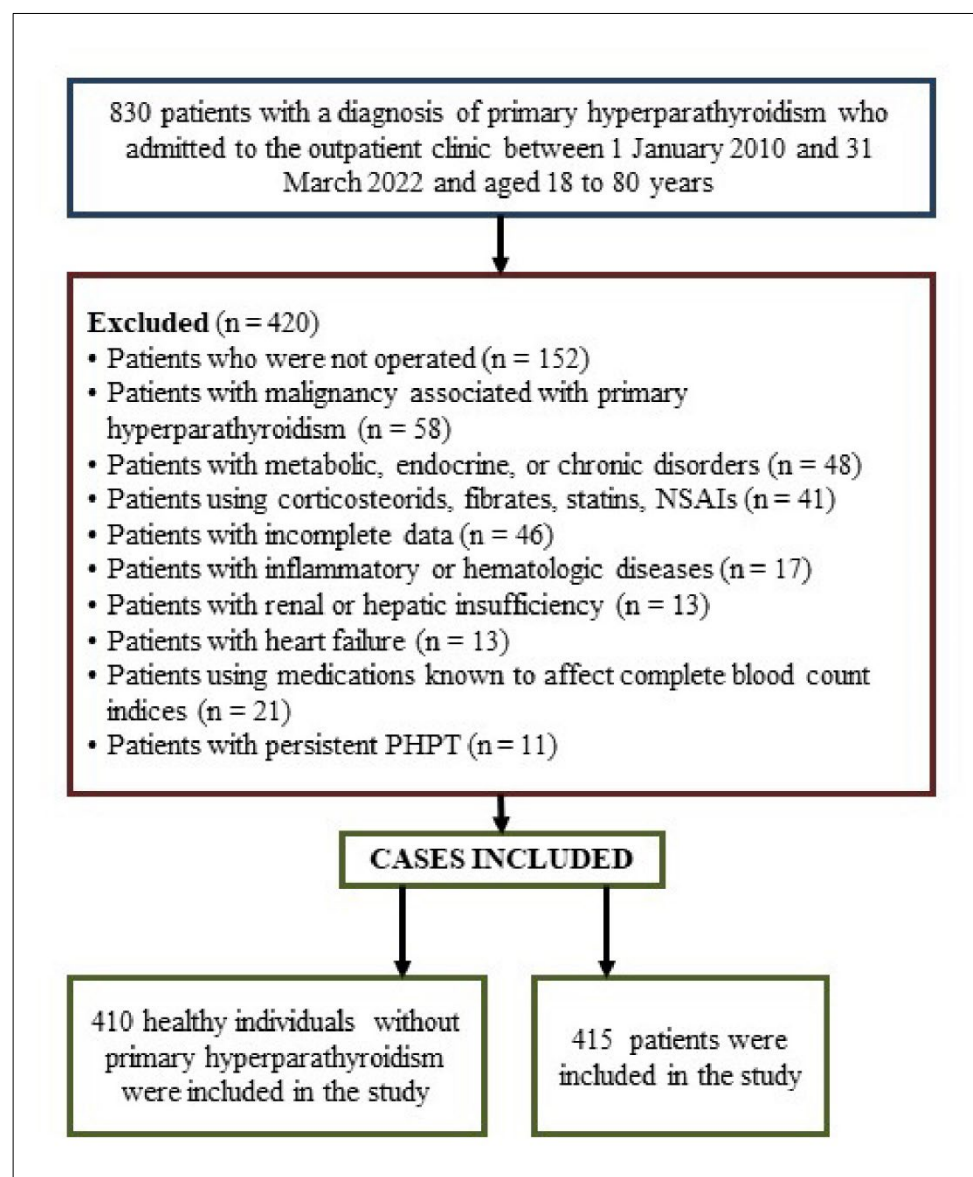 830 patients with a diagnosis of primary hyperparathyroidism who
admitted to the outpatient clinic between 1 January 2010 and 31
March 2022 and aged 18 to 80 years
Excluded (n = 420)
• Patients who were not operated (n = 152)
• Patients with malignancy associated with primary
hyperparathyroidism (n = 58)
• Patients with metabolic, endocrine, or chronic disorders (n = 48)
• Patients using corticosteorids, fibrates, statins, NSAIs (n = 41)
• Patients with incomplete data (n = 46)
• Patients with inflammatory or hematologic diseases (n = 17)
• Patients with renal or hepatic insufficiency (n = 13)
• Patients with heart failure (n = 13)
• Patients using medications known to affect complete blood count
indices (n = 21)
• Patients with persistent PHPT (n = 11)
CASES INCLUDED
410 healthy individuals without
primary hyperparathyroidism
were included in the study
415 patients were
included in the study